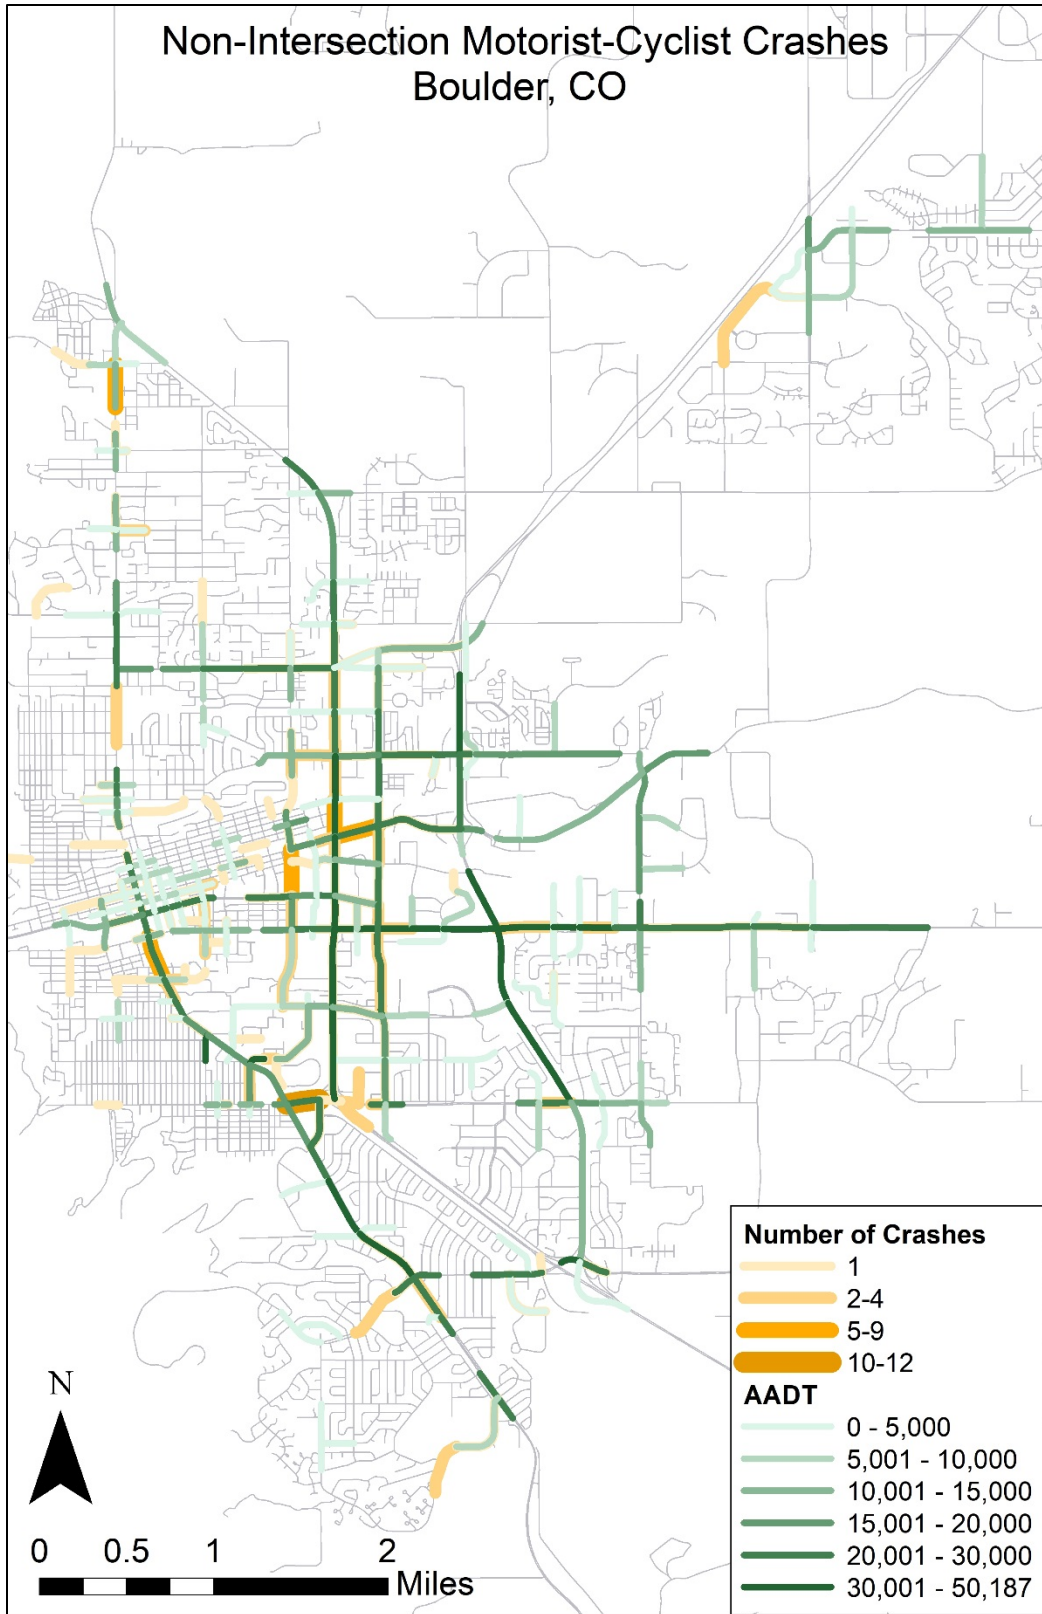 Non-Intersection Motorist-Cyclist Crashes
Boulder, CO
Number of Crashes
1
2-4
5-9
10-12
AADT
0 - 5,000
5,001 - 10,000
10,001 - 15,000
15,001 - 20,000
20,001 - 30,000
30,001 - 50,187
N
0 0.5 1 2
Miles